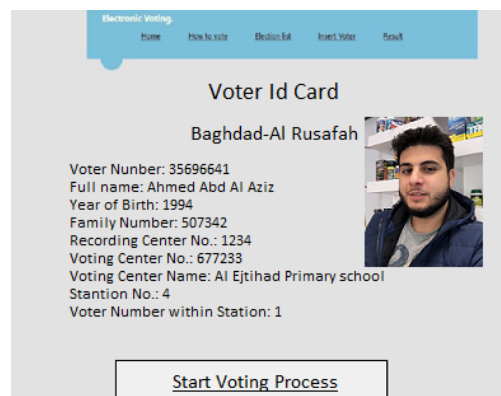 Electronic Voting.
Home How to vote Election list Insert Voter Result
Voter Id Card
Baghdad-Al Rusafah
Voter Nunber: 35696641
Full name: Ahmed Abd Al Aziz
Year of Birth: 1994
Family Number: 507342
Recording Center No.: 1234
Voting Center No.: 677233
Voting Center Name: Al Ejtihad Primary school
Stantion No.: 4
Voter Number within Station: 1
Start Voting Process